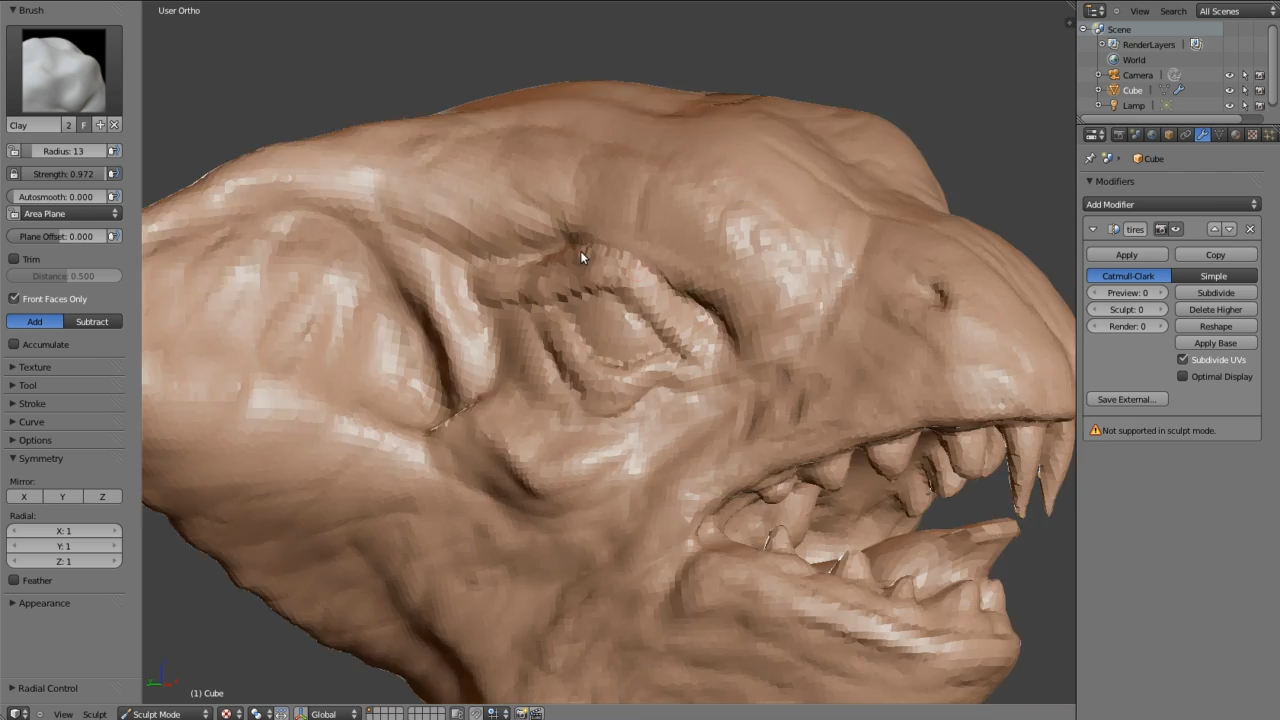 Brush
Clay
2
F
Radius: 13
Strength: 0.972
Autosmooth: 0.000
Area Plane
Plane Offset: 0.000
Trim
Distance: 0.500
Front Faces Only
Add
Subtract
Accumulate
Texture
Tool
Stroke
Curve
Options
Symmetry
Mirror:
X
Y
Z
Radial:
X: 1
Y: 1
Z: 1
Feather
Appearance
Radial Control
User Ortho
(1) Cube
View
Sculpt
Sculpt Mode
Global
View
Search
All Scenes
Scene
RenderLayers
World
Camera
Cube
Lamp
Cube
Modifiers
Add Modifier
tires
Apply
Copy
Catmull-Clark
Simple
Preview: 0
Subdivide
Sculpt: 0
Delete Higher
Render: 0
Reshape
Apply Base
Subdivide UVs
Optimal Display
Save External...
Not supported in sculpt mode.